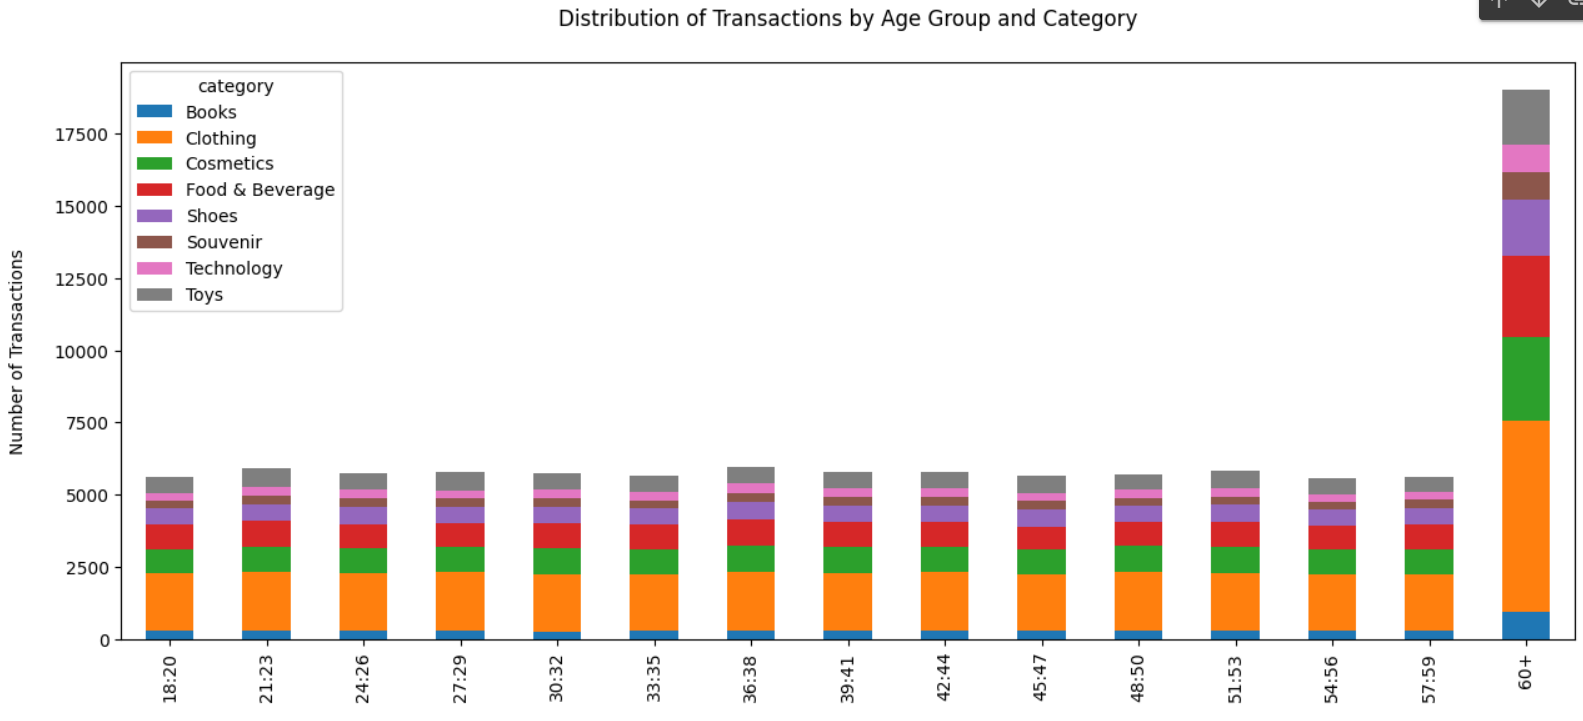 Distribution of Transactions by Age Group and Category
category
Books
Clothing
Cosmetics
Food & Beverage
Shoes
Souvenir
Technology
Toys
Number of Transactions
17500
15000
12500
10000
7500
5000
2500
0
18:20
21:23
24:26
27:29
30:32
33:35
36:38
39:41
42:44
45:47
48:50
51:53
54:56
57:59
60+